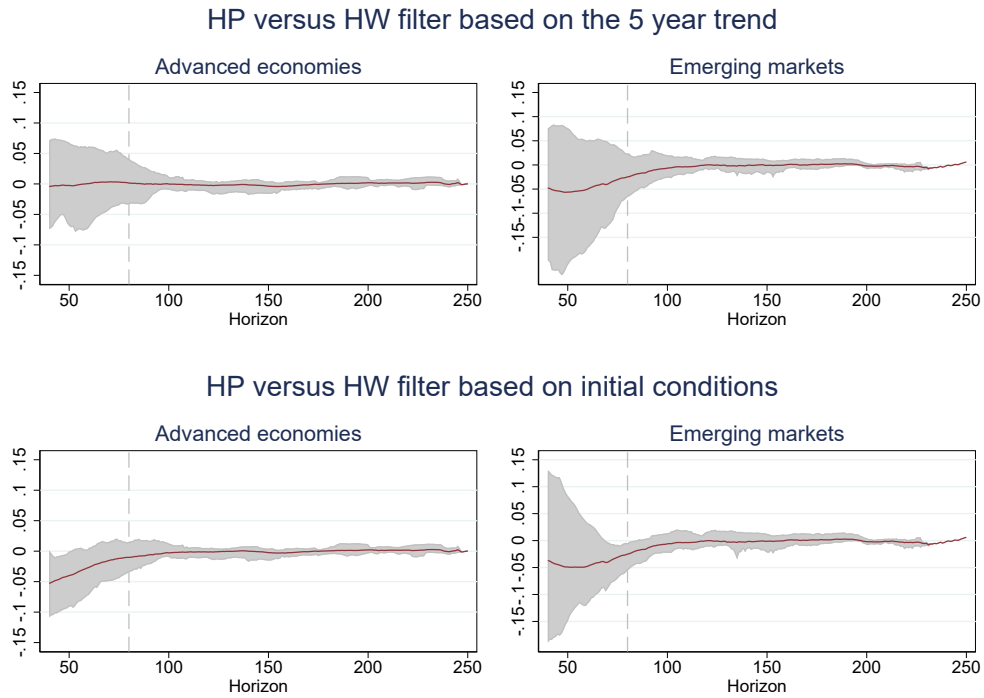 HP versus HW filter based on the 5 year trend
Advanced economies
Emerging markets
.15
.1
.05
0
-.05
-.1
-.15
50 100 150 200 250
Horizon
.15
.1
.05
0
-.05
-.1
-.15
50 100 150 200 250
Horizon
HP versus HW filter based on initial conditions
Advanced economies
Emerging markets
.15
.1
.05
0
-.05
-.1
-.15
50 100 150 200 250
Horizon
.15
.1
.05
0
-.05
-.1
-.15
50 100 150 200 250
Horizon